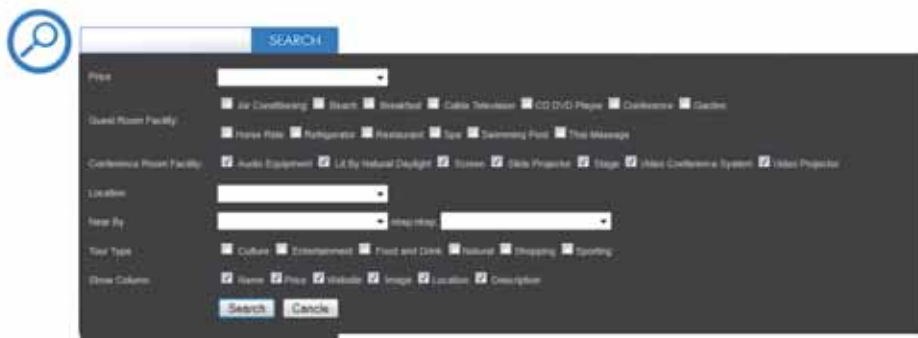 SEARCH
Price
Air Conditioning Beach Breakfast Cable Television CD DVD Player Conference Garden
Guest Room Facility:
Horse Ride Refrigerator Restaurant Spa Swimming Pool Thai Massage
Conference Room Facility: Audio Equipment Lit By Natural Daylight Screen Slide Projector Stage Video Conference System Video Projector
Location
Near By
Tour Type Culture Entertainment Food and Drink Natural Shopping Sporting
Show Column Name Price Website Image Location Description
Search Cancle